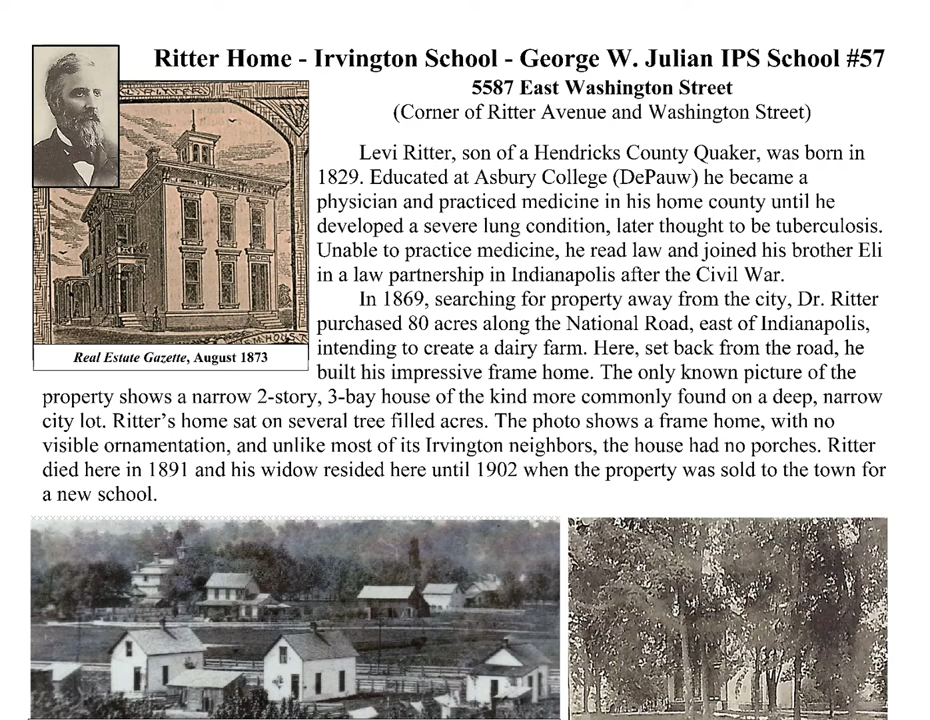 Ritter Home - Irvington School - George W. Julian IPS School #57
5587 East Washington Street
(Corner of Ritter Avenue and Washington Street)
Levi Ritter, son of a Hendricks County Quaker, was born in
1829. Educated at Asbury College (DePauw) he became a
physician and practiced medicine in his home county until he
developed a severe lung condition, later thought to be tuberculosis.
Unable to practice medicine, he read law and joined his brother Eli
in a law partnership in Indianapolis after the Civil War.
In 1869, searching for property away from the city, Dr. Ritter
purchased 80 acres along the National Road, east of Indianapolis,
intending to create a dairy farm. Here, set back from the road, he
built his impressive frame home. The only known picture of the
Real Estate Gazette, August 1873
property shows a narrow 2-story, 3-bay house of the kind more commonly found on a deep, narrow
city lot. Ritter's home sat on several tree filled acres. The photo shows a frame home, with no
visible ornamentation, and unlike most of its Irvington neighbors, the house had no porches. Ritter
died here in 1891 and his widow resided here until 1902 when the property was sold to the town for
a new school.